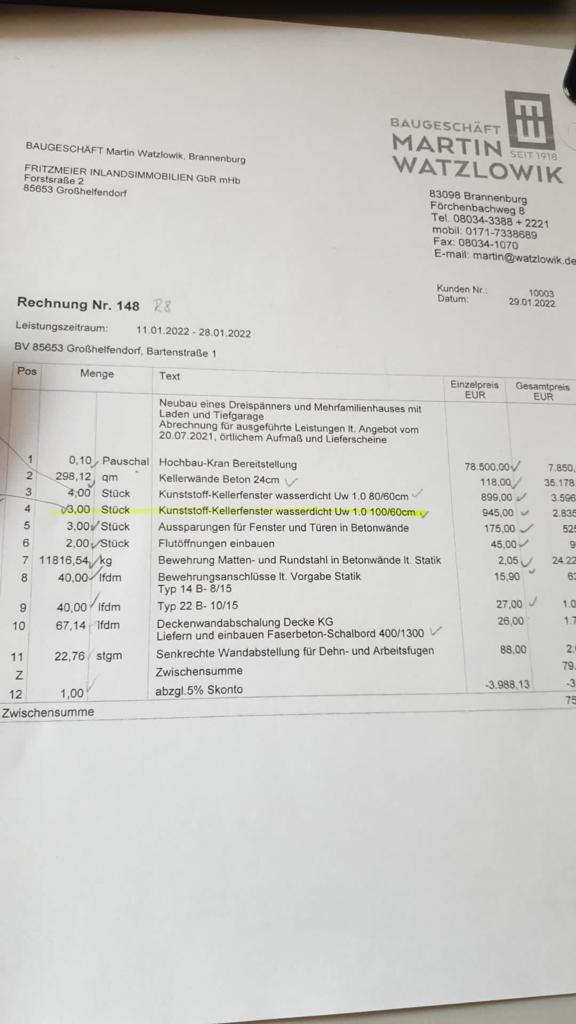 BAUGESCHÄFT
MARTIN
SEIT 1918
WATZLOWIK
BAUGESCHÄFT Martin Watzlowik, Brannenburg
FRITZMEIER INLANDSIMMOBILIEN GbR mHb
Forstsraße 2
85653 Großhelfendorf
83098 Brannenburg
Förchenbachweg 8
Tel. 08034-3388 + 2221
mobil: 0171-7338689
Fax: 08034-1070
E-mail: martin@watzlowik.de
Kunden Nr.: 10003
Datum: 29.01.2022
Rechnung Nr. 148 R8
Leistungszeitraum: 11.01.2022 - 28.01.2022
BV 85653 Großhelfendorf, Bartenstraße 1
Pos Menge Text Einzelpreis EUR Gesamtpreis EUR
Neubau eines Dreispänners und Mehrfamilienhauses mit
Laden und Tiefgarage
Abrechnung für ausgeführte Leistungen lt. Angebot vom
20.07.2021, örtlichem Aufmaß und Lieferscheine
1 0,10 Pauschal Hochbau-Kran Bereitstellung 78.500,00 7.850,
2 298,12 qm Kellerwände Beton 24cm 118,00 35.178
3 4,00 Stück Kunststoff-Kellerfenster wasserdicht Uw 1.0 80/60cm 899,00 3.596
4 3,00 Stück Kunststoff-Kellerfenster wasserdicht Uw 1.0 100/60cm 945,00 2.835
5 3,00 Stück Aussparungen für Fenster und Türen in Betonwände 175,00 525
6 2,00 Stück Flutöffnungen einbauen 45,00 9
7 11816,54 kg Bewehrung Matten- und Rundstahl in Betonwände lt. Statik 2,05 24.22
8 40,00 lfdm Bewehrungsanschlüsse lt. Vorgabe Statik 15,90 63
Typ 14 B- 8/15
9 40,00 lfdm Typ 22 B- 10/15 27,00 1.0
10 67,14 lfdm Deckenwandabschalung Decke KG 26,00 1.7
Liefern und einbauen Faserbeton-Schalbord 400/1300
11 22,76 stgm Senkrechte Wandabstellung für Dehn- und Arbeitsfugen 88,00 2.
Z Zwischensumme 79.
12 1,00 abzgl.5% Skonto -3.988,13 -3
Zwischensumme 75